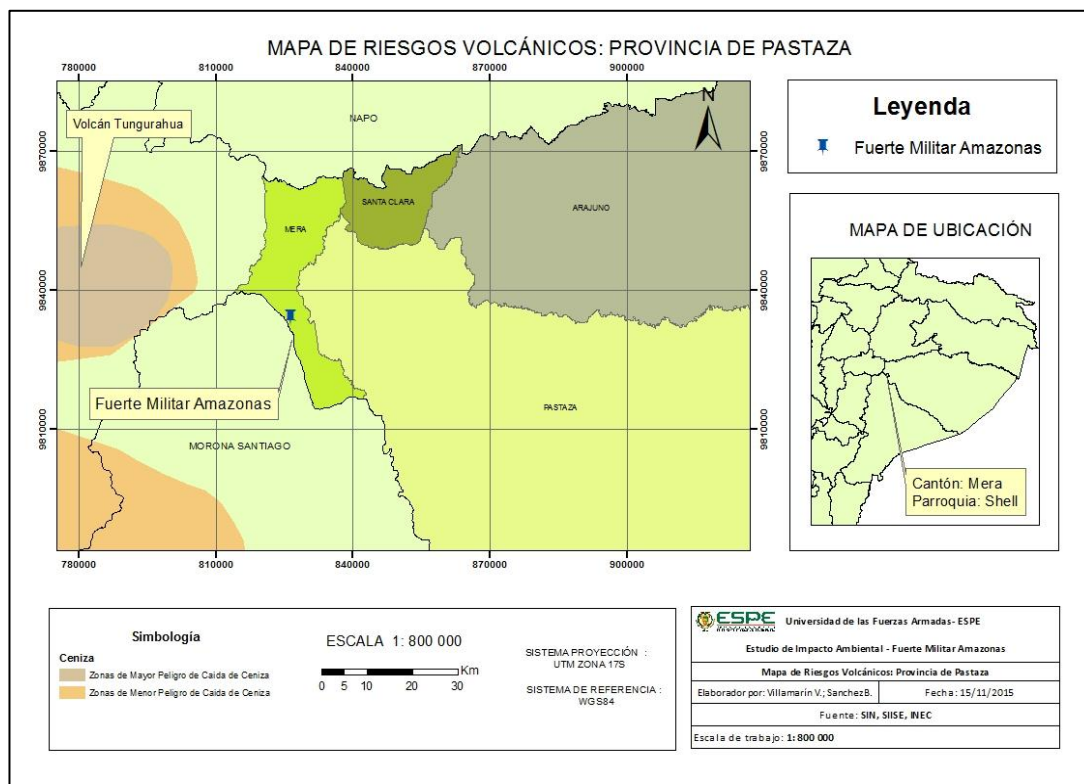 MAPA DE RIESGOS VOLCÁNICOS: PROVINCIA DE PASTAZA
780000
810000
840000
870000
900000
9870000
9840000
9810000
9870000
9840000
9810000
Volcán Tungurahua
NAPO
N
MERA
SANTA CLARA
ARAJUNO
Fuerte Militar Amazonas
MORONA SANTIAGO
PASTAZA
780000
810000
840000
870000
900000
Leyenda
Fuerte Militar Amazonas
MAPA DE UBICACIÓN
Cantón: Mera
Parroquia: Shell
Simbología
Ceniza
Zonas de Mayor Peligro de Caida de Ceniza
Zonas de Menor Peligro de Caida de Ceniza
ESCALA 1: 800 000
Km
0 5 10 20 30
SISTEMA PROYECCIÓN :
UTM ZONA 17S
SISTEMA DE REFERENCIA :
WGS84
ESPE
Universidad de las Fuerzas Armadas- ESPE
Estudio de Impacto Ambiental - Fuerte Militar Amazonas
Mapa de Riesgos Volcánicos: Provincia de Pastaza
Elaborador por: Villamarín V.; Sanchez B.
Fecha: 15/11/2015
Fuente: SIN, SIISE, INEC
Escala de trabajo: 1: 800 000